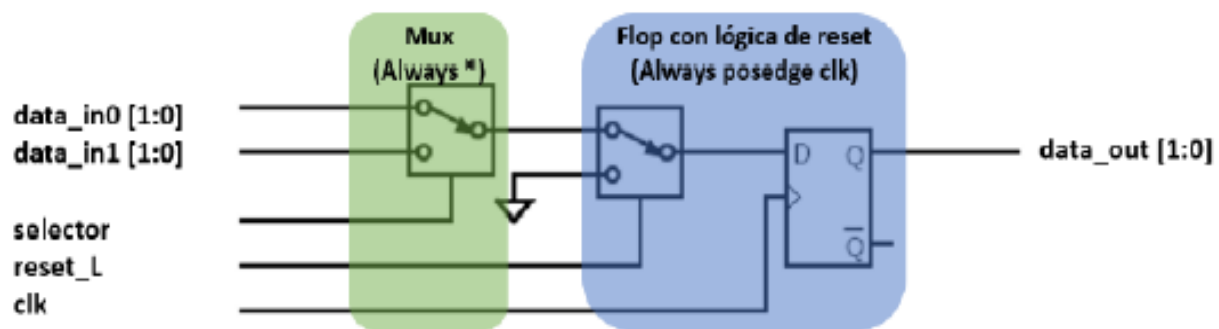 Mux
(Always *)
Flop con lógica de reset
(Always posedge clk)
data_in0 [1:0]
data_in1 [1:0]
selector
reset_L
clk
D
Q
Q̅
data_out [1:0]